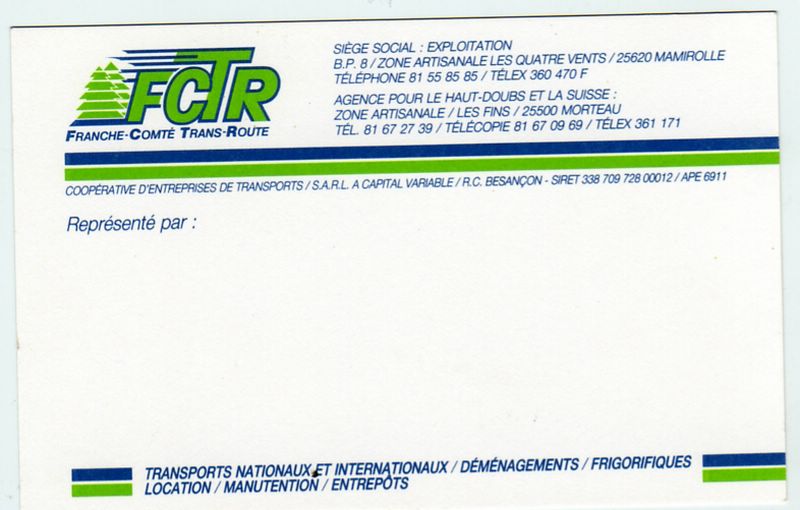 FCTR
FRANCHE-COMTÉ TRANS-ROUTE
SIÈGE SOCIAL : EXPLOITATION
B.P. 8 / ZONE ARTISANALE LES QUATRE VENTS / 25620 MAMIROLLE
TÉLÉPHONE 81 55 85 85 / TÉLEX 360 470 F
AGENCE POUR LE HAUT-DOUBS ET LA SUISSE :
ZONE ARTISANALE / LES FINS / 25500 MORTEAU
TÉL. 81 67 27 39 / TÉLÉCOPIE 81 67 09 69 / TÉLEX 361 171
COOPÉRATIVE D'ENTREPRISES DE TRANSPORTS / S.A.R.L. A CAPITAL VARIABLE / R.C. BESANÇON - SIRET 338 709 728 00012 / APE 6911
Représenté par :
TRANSPORTS NATIONAUX ET INTERNATIONAUX / DÉMÉNAGEMENTS / FRIGORIFIQUES
LOCATION / MANUTENTION / ENTREPÔTS